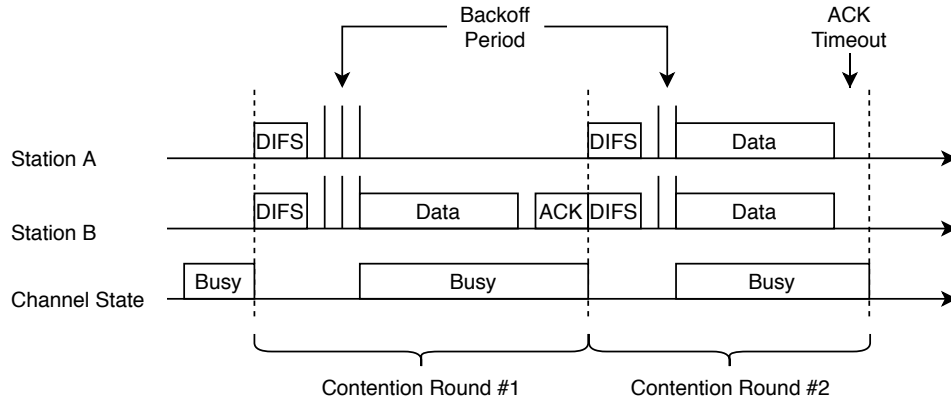 Backoff
Period
ACK
Timeout
Station A
DIFS
DIFS
Data
Station B
DIFS
Data
ACK
DIFS
Data
Channel State
Busy
Busy
Busy
Contention Round #1
Contention Round #2